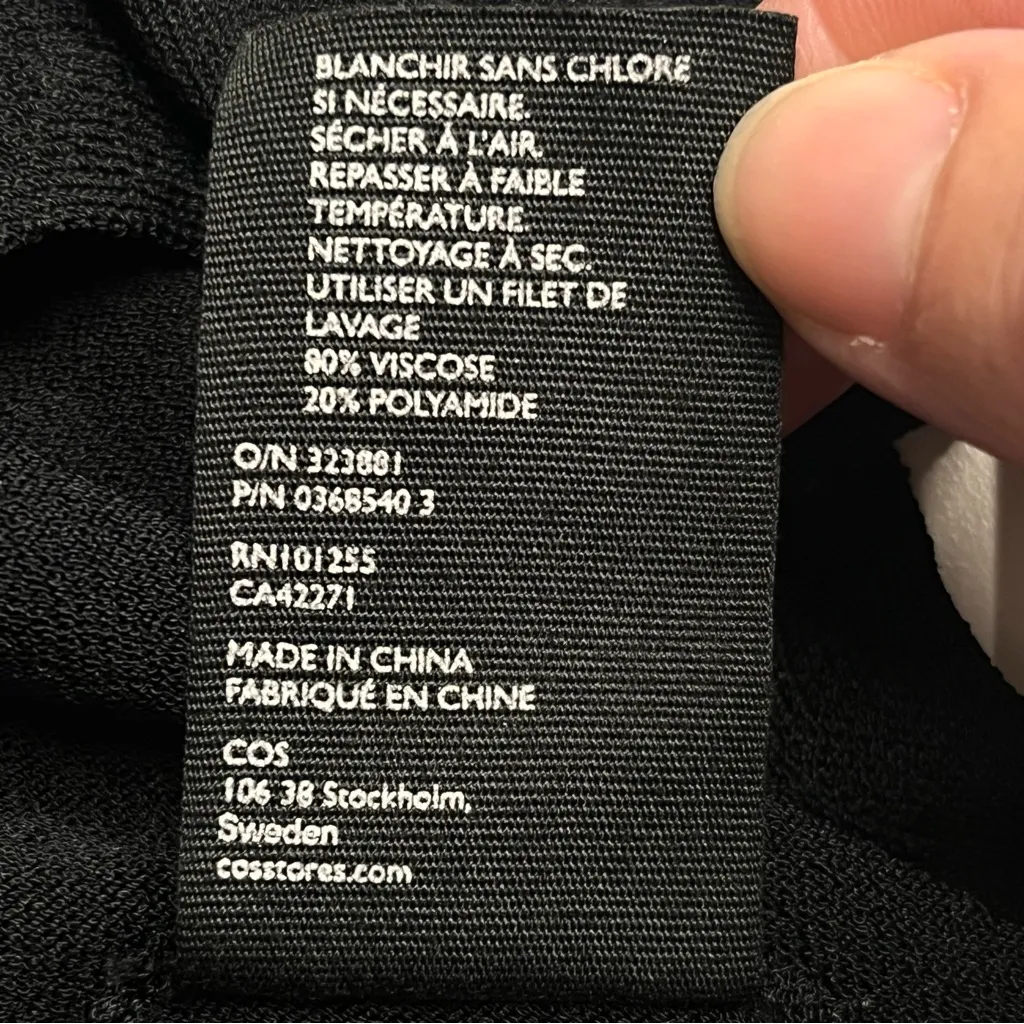 BLANCHIR SANS CHLORE
SI NÉCESSAIRE.
SÉCHER À L'AIR.
REPASSER À FAIBLE
TEMPÉRATURE.
NETTOYAGE À SEC.
UTILISER UN FILET DE
LAVAGE
80% VISCOSE
20% POLYAMIDE
O/N 323881
P/N 0368540 3
RN101255
CA42271
MADE IN CHINA
FABRIQUÉ EN CHINE
COS
106 38 Stockholm,
Sweden
cosstores.com